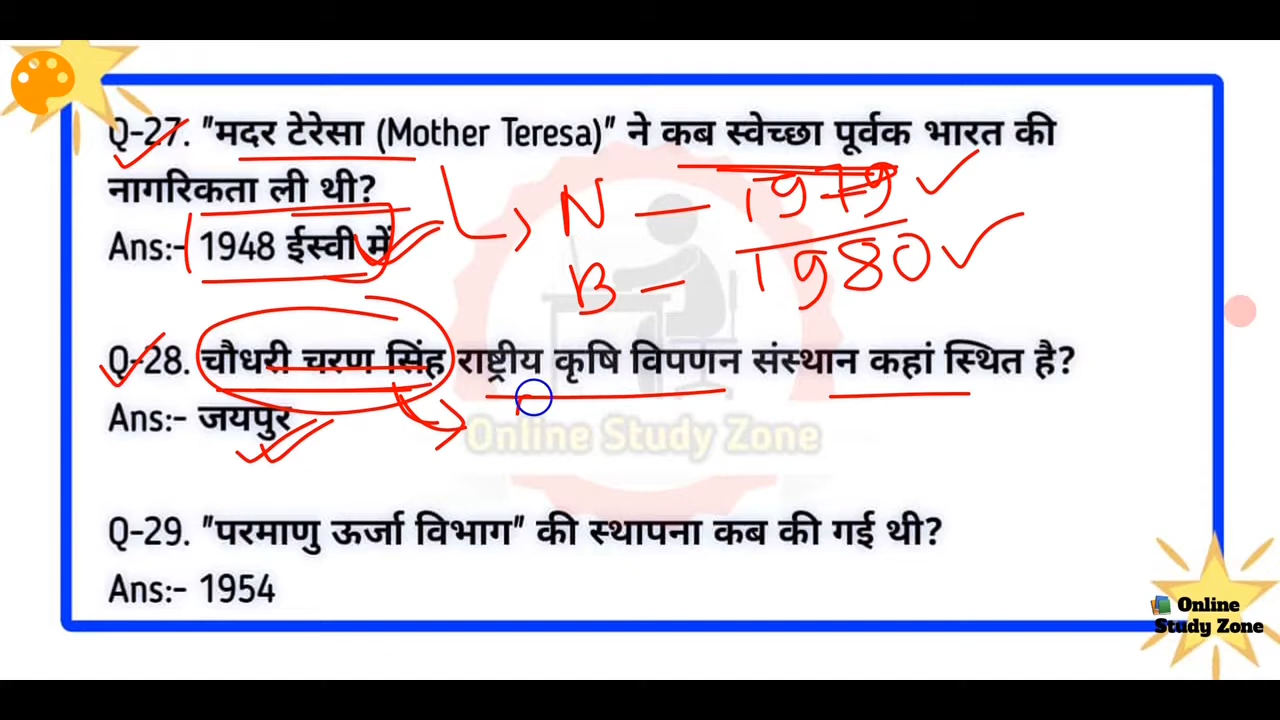 Q-27. "मदर टेरेसा (Mother Teresa)" ने कब स्वेच्छा पूर्वक भारत की
नागरिकता ली थी?
N — 1979
Ans:- 1948 ईस्वी में
B — 1980
Q-28. चौधरी चरण सिंह राष्ट्रीय कृषि विपणन संस्थान कहां स्थित है?
Ans:- जयपुर
Online Study Zone
Q-29. "परमाणु ऊर्जा विभाग" की स्थापना कब की गई थी?
Ans:- 1954
Online
Study Zone